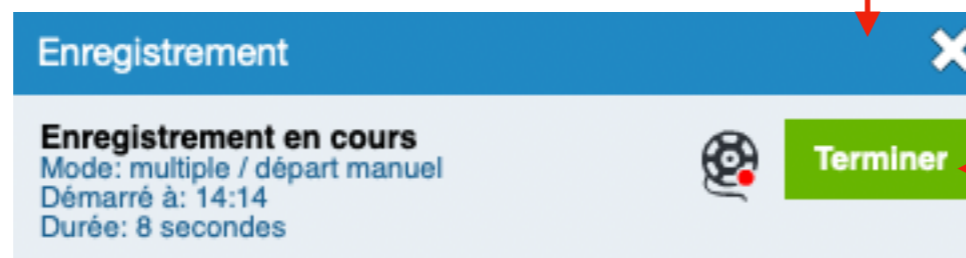 Enregistrement
Enregistrement en cours
Mode: multiple / départ manuel
Démarré à: 14:14
Durée: 8 secondes
Terminer